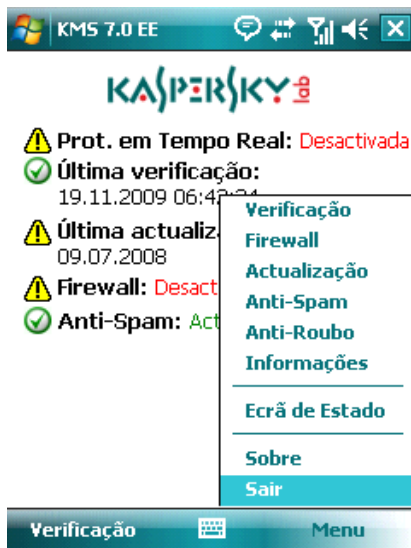 KMS 7.0 EE
KASPERSKY lab
Prot. em Tempo Real: Desactivada
Última verificação:
19.11.2009 06:42:24
Última actualiz
09.07.2008
Firewall: Desact
Anti-Spam: Act
Verificação
Firewall
Actualização
Anti-Spam
Anti-Roubo
Informações
Ecrã de Estado
Sobre
Sair
Verificação
Menu